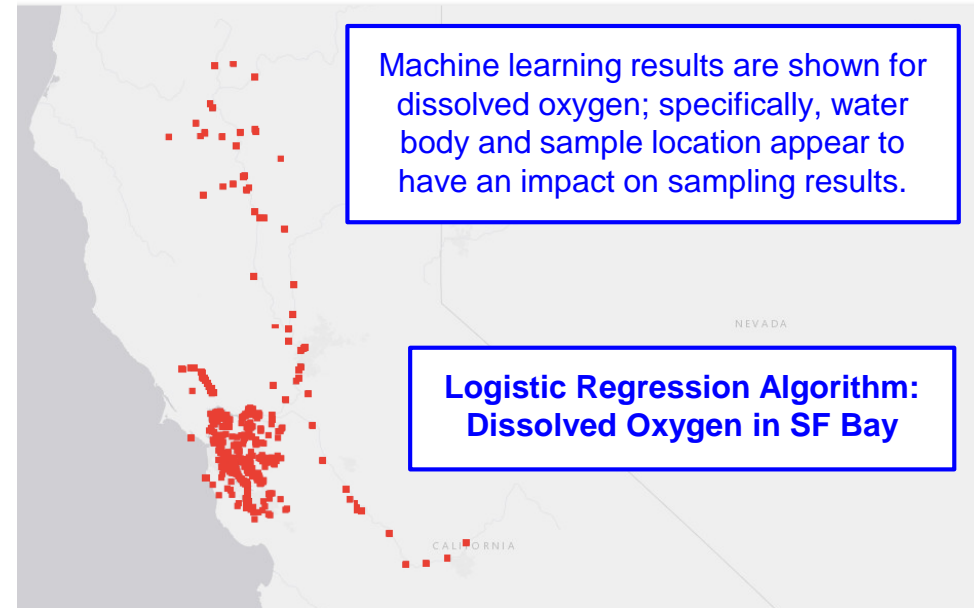 Machine learning results are shown for
dissolved oxygen; specifically, water
body and sample location appear to
have an impact on sampling results.
NEVADA
Logistic Regression Algorithm:
Dissolved Oxygen in SF Bay
CALIFORNIA